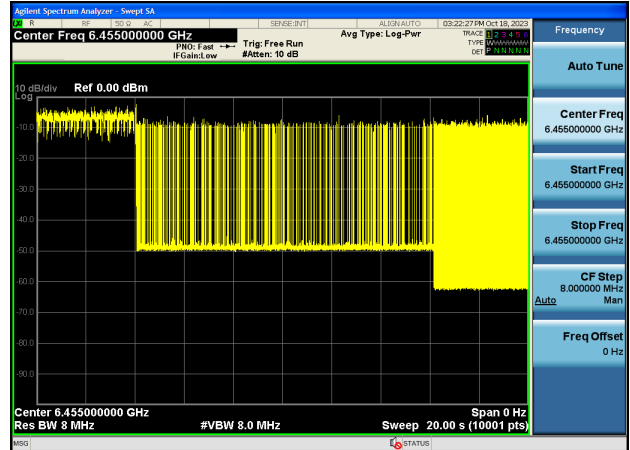 Agilent Spectrum Analyzer - Swept SA
R RF 50 Ω AC SENSE:INT ALIGN AUTO 03:22:27 PM Oct 18, 2023
Center Freq 6.455000000 GHz
PNO: Fast
IFGain:Low
Trig: Free Run
#Atten: 10 dB
Avg Type: Log-Pwr
TRACE 1 2 3 4 5 6
TYPE
DET P N N N N N
10 dB/div
Log
Ref 0.00 dBm
-10.0
-20.0
-30.0
-40.0
-50.0
-60.0
-70.0
-80.0
-90.0
Center 6.455000000 GHz
Span 0 Hz
Res BW 8 MHz
#VBW 8.0 MHz
Sweep 20.00 s (10001 pts)
MSG
STATUS
Frequency
Auto Tune
Center Freq
6.455000000 GHz
Start Freq
6.455000000 GHz
Stop Freq
6.455000000 GHz
CF Step
8.000000 MHz
Auto Man
Freq Offset
0 Hz